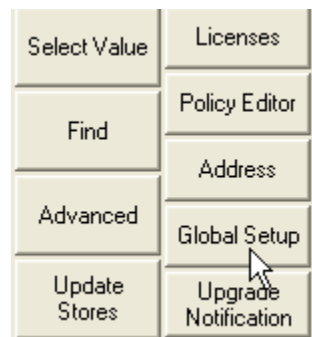 Select Value
Find
Advanced
Update
Stores
Licenses
Policy Editor
Address
Global Setup
Upgrade
Notification